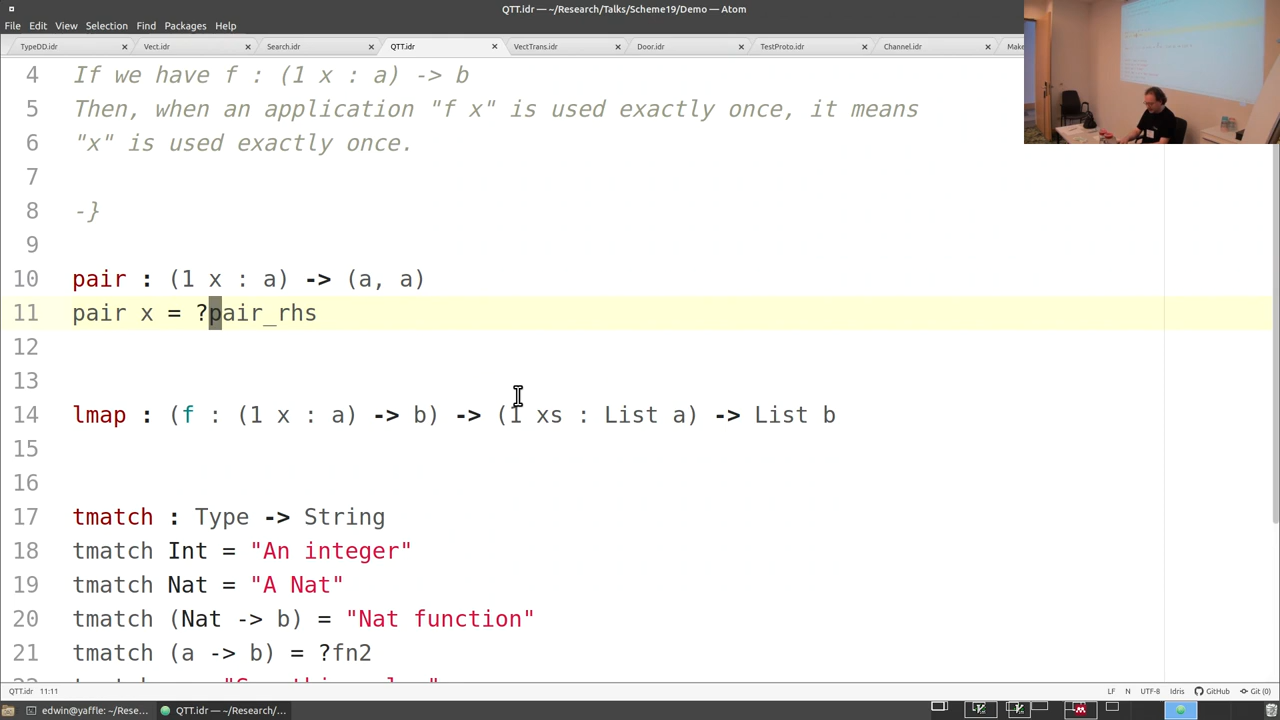 QTT.idr — ~/Research/Talks/Scheme19/Demo — Atom
File Edit View Selection Find Packages Help
TypeDD.idr × Vect.idr × Search.idr × QTT.idr × VectTrans.idr × Door.idr × TestProto.idr × Channel.idr × Make
4 If we have f : (1 x : a) -> b
5 Then, when an application "f x" is used exactly once, it means
6 "x" is used exactly once.
7
8 -}
9
10 pair : (1 x : a) -> (a, a)
11 pair x = ?pair_rhs
12
13
14 lmap : (f : (1 x : a) -> b) -> (1 xs : List a) -> List b
15
16
17 tmatch : Type -> String
18 tmatch Int = "An integer"
19 tmatch Nat = "A Nat"
20 tmatch (Nat -> b) = "Nat function"
21 tmatch (a -> b) = ?fn2
QTT.idr 11:11 LF N UTF-8 Idris GitHub Git (0)
edwin@yaffle: ~/Rese... QTT.idr — ~/Research/...